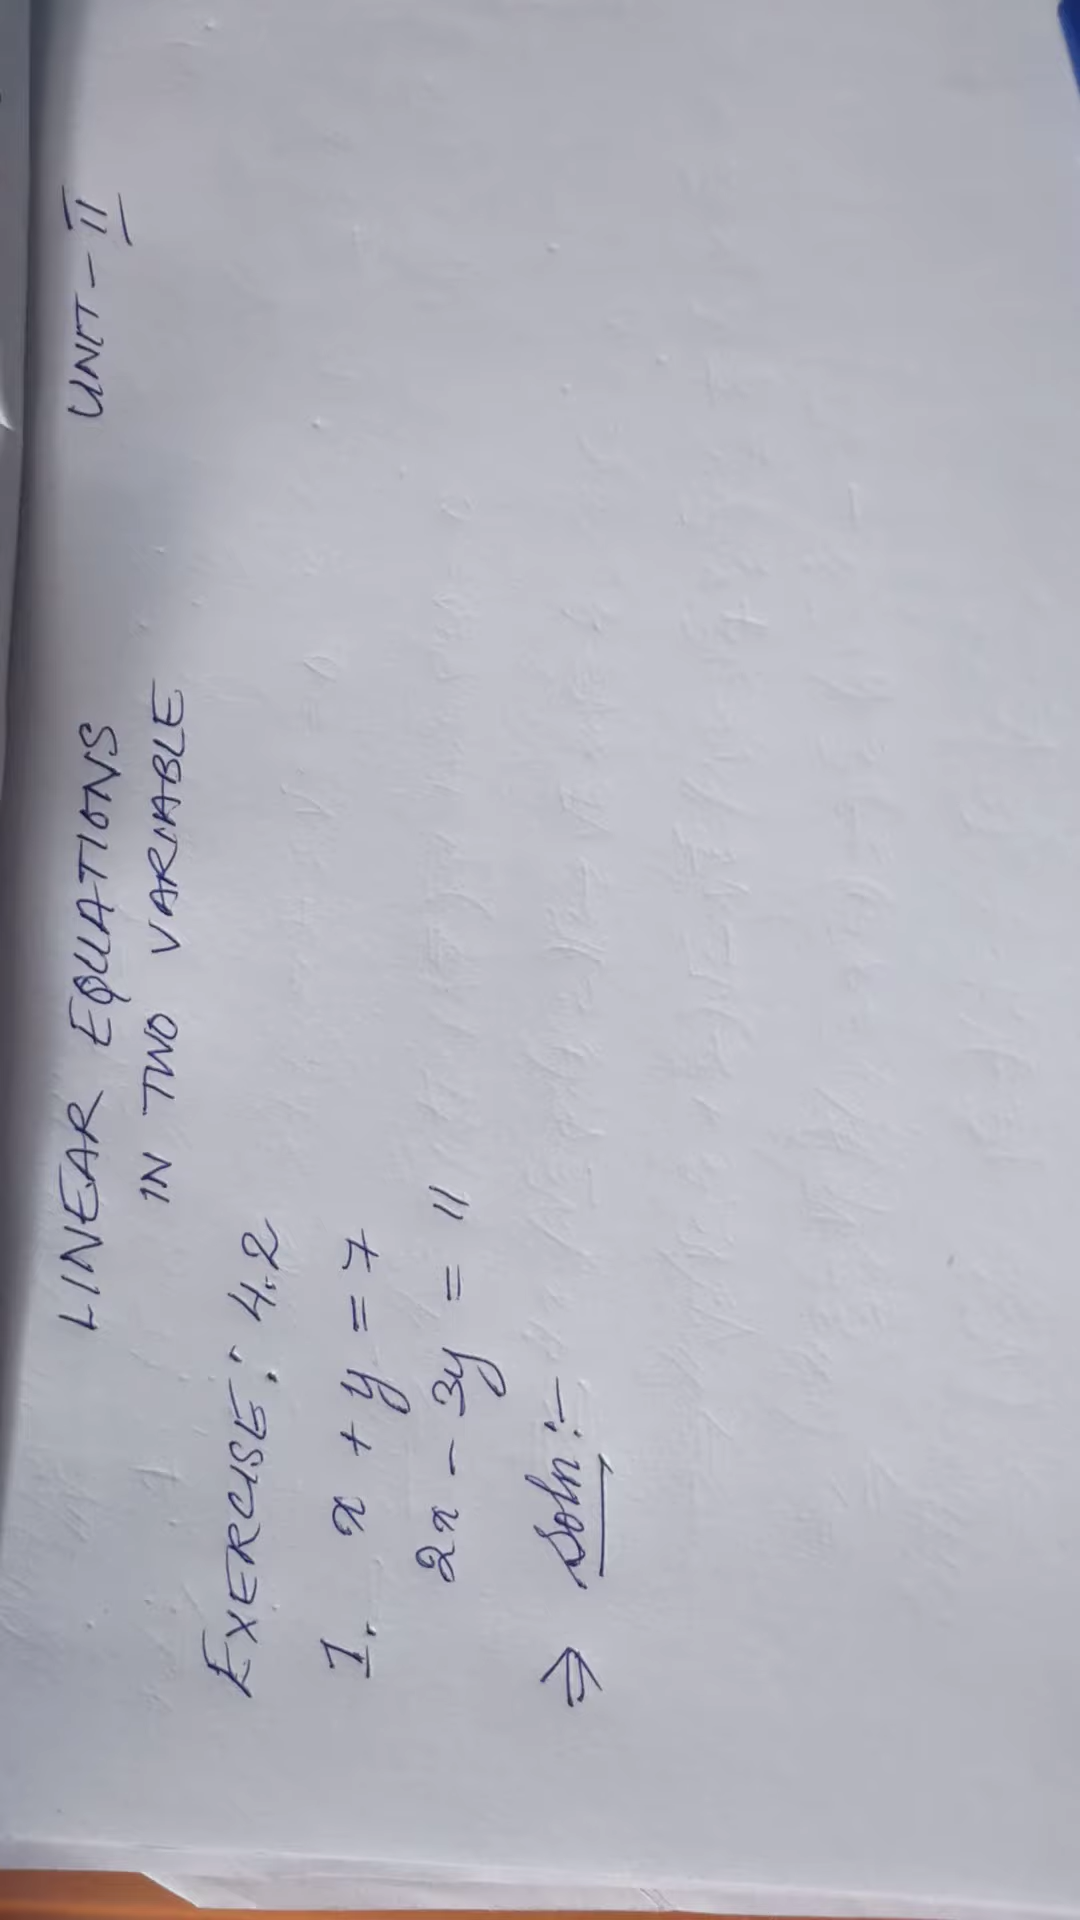 LINEAR EQUATIONS UNIT-II
IN TWO VARIABLE
EXERCISE: 4.2
1. x + y = 7
2x - 3y = 11
⇒ Soln:-